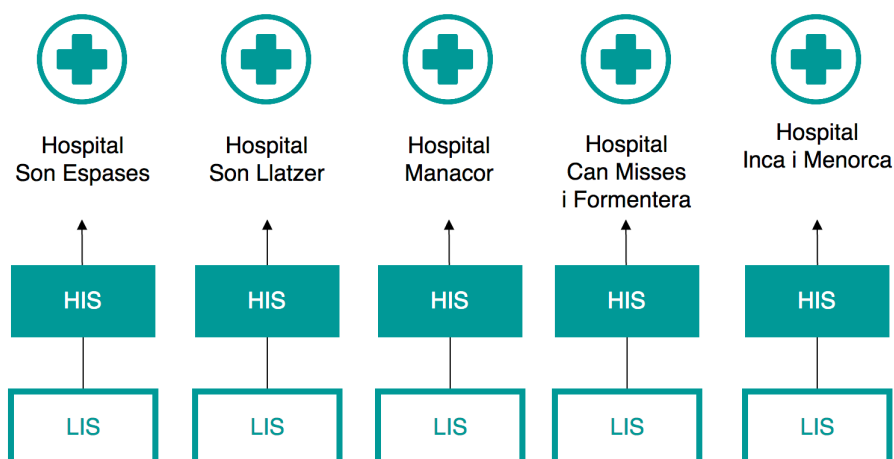 Hospital
Son Espases
Hospital
Son Llatzer
Hospital
Manacor
Hospital
Can Misses
i Formentera
Hospital
Inca i Menorca
HIS
HIS
HIS
HIS
HIS
LIS
LIS
LIS
LIS
LIS